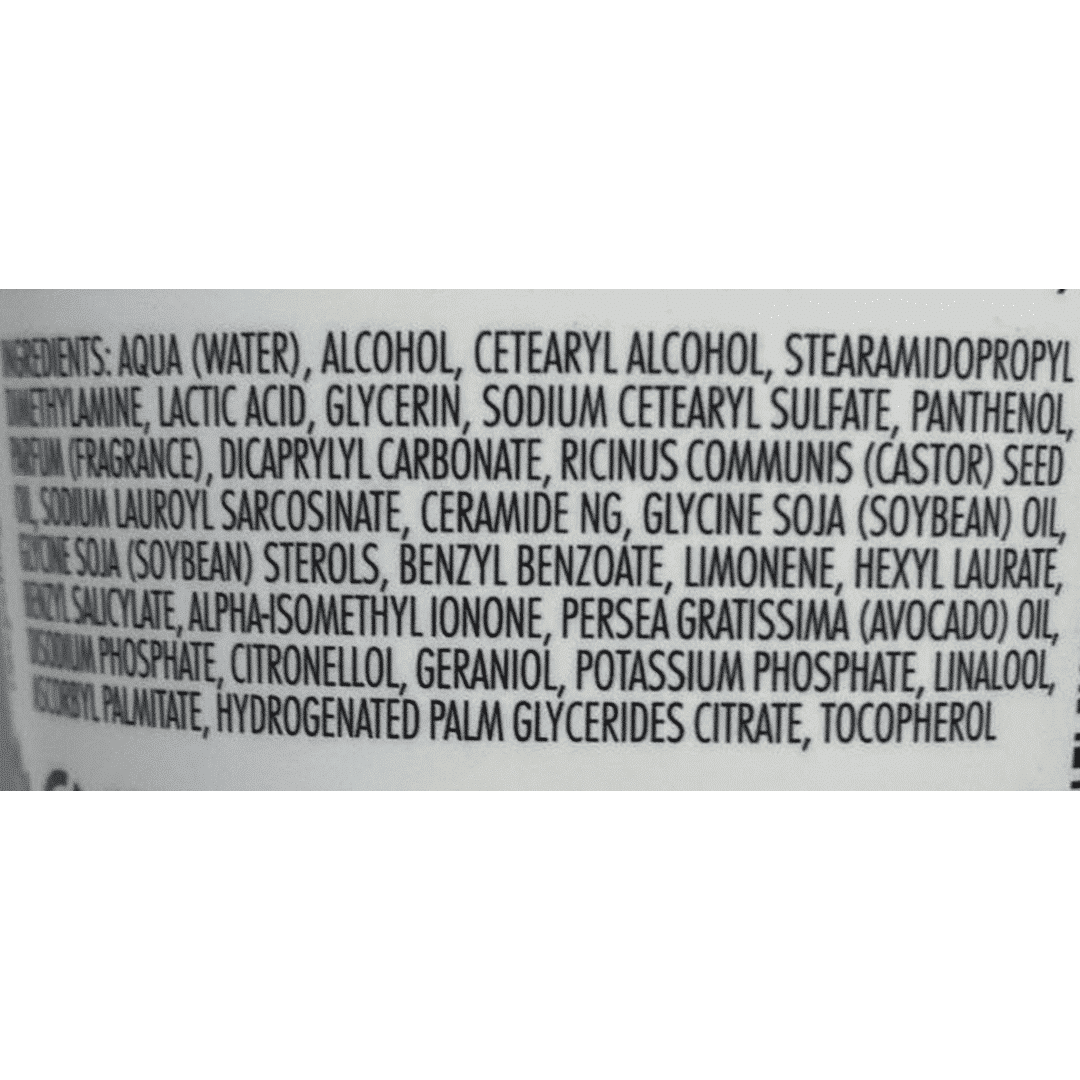 INGREDIENTS: AQUA (WATER), ALCOHOL, CETEARYL ALCOHOL, STEARAMIDOPROPYL
DIMETHYLAMINE, LACTIC ACID, GLYCERIN, SODIUM CETEARYL SULFATE, PANTHENOL,
PARFUM (FRAGRANCE), DICAPRYLYL CARBONATE, RICINUS COMMUNIS (CASTOR) SEED
OIL, SODIUM LAUROYL SARCOSINATE, CERAMIDE NG, GLYCINE SOJA (SOYBEAN) OIL,
GLYCINE SOJA (SOYBEAN) STEROLS, BENZYL BENZOATE, LIMONENE, HEXYL LAURATE,
BENZYL SALICYLATE, ALPHA-ISOMETHYL IONONE, PERSEA GRATISSIMA (AVOCADO) OIL,
DISODIUM PHOSPHATE, CITRONELLOL, GERANIOL, POTASSIUM PHOSPHATE, LINALOOL,
ASCORBYL PALMITATE, HYDROGENATED PALM GLYCERIDES CITRATE, TOCOPHEROL